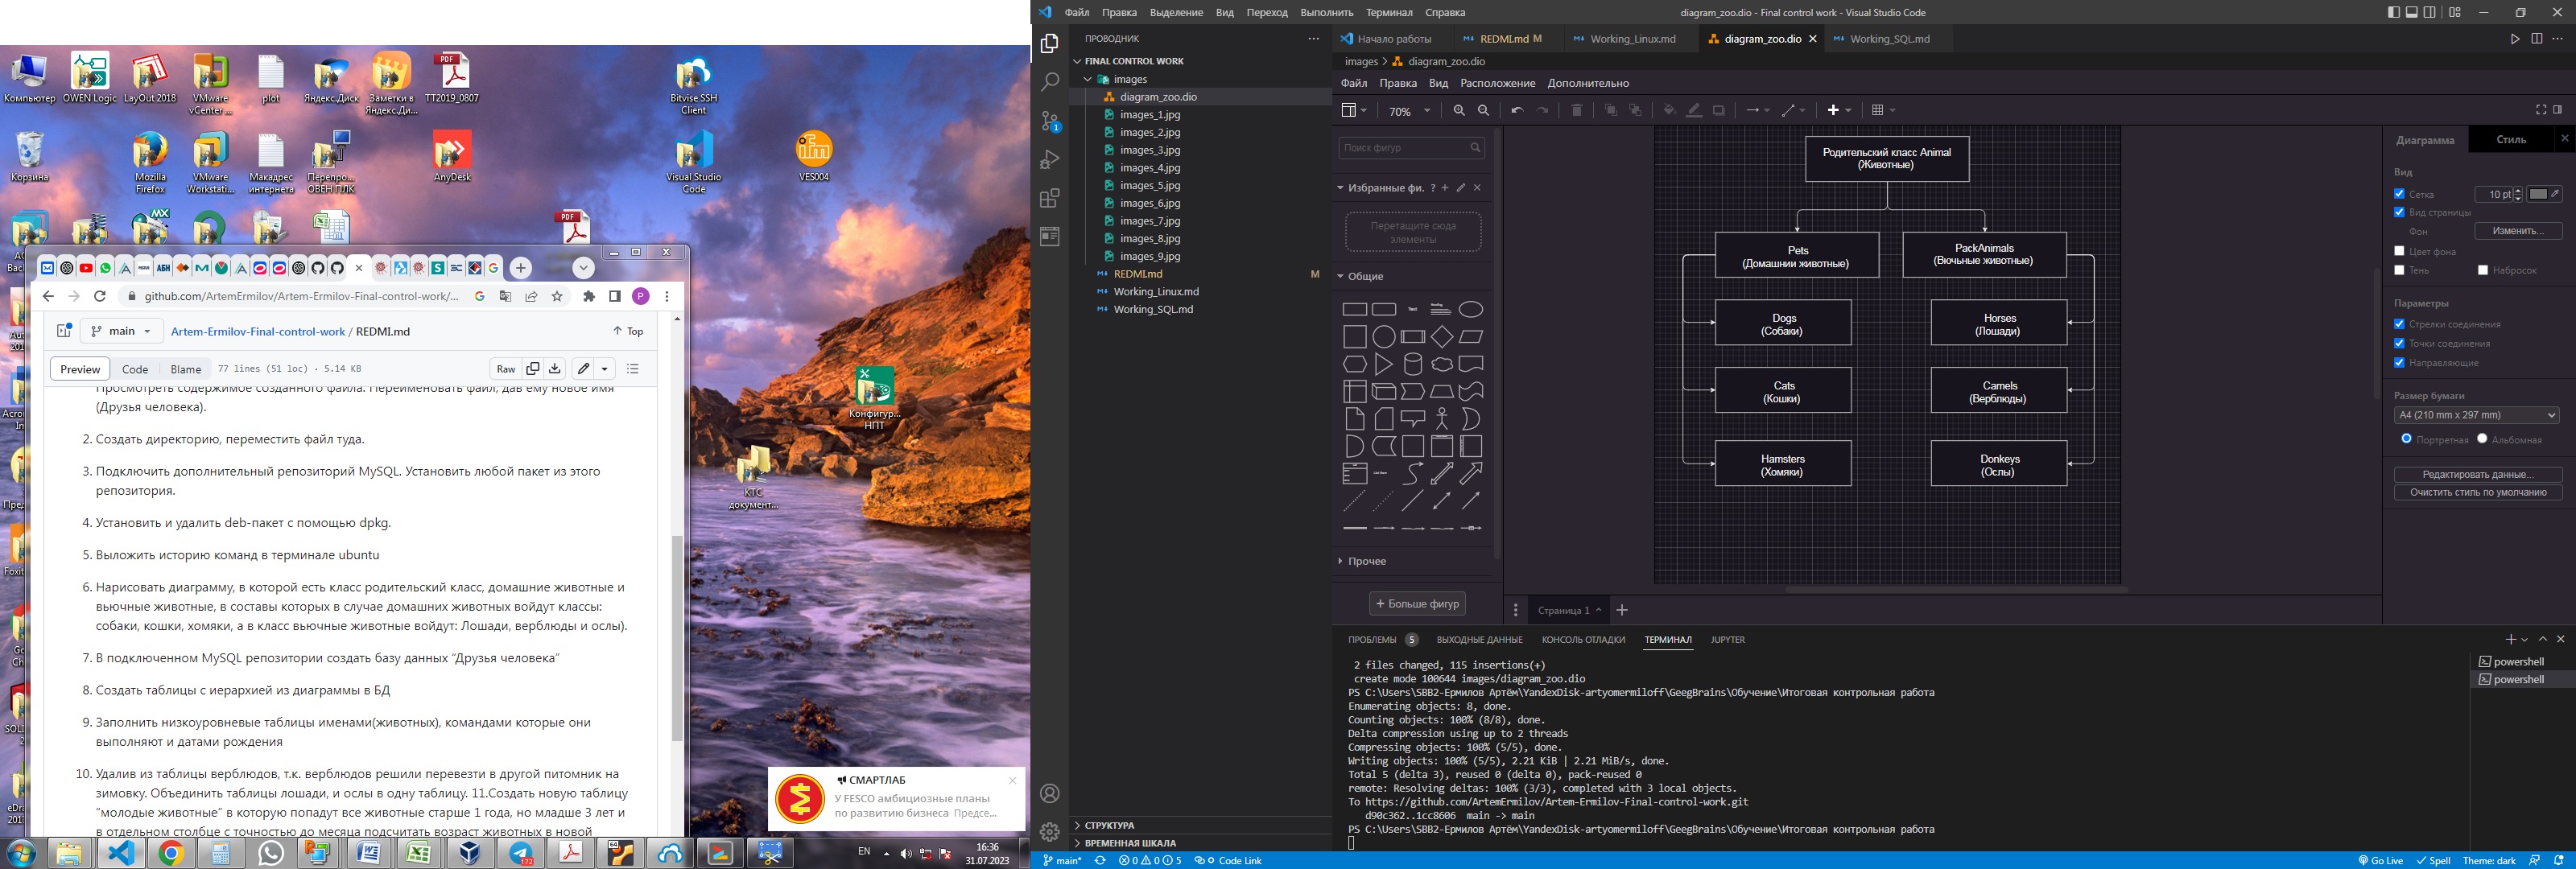 Компьютер
OWEN Logic
LayOut 2018
VMware vCenter ...
plot
Яндекс.Диск
Заметки в Яндекс.Ди...
TT2019_0807
Bitvise SSH Client
Корзина
Mozilla Firefox
VMware Workstati...
Макадрес интернета
Перепро... ОВЕН ПЛК
AnyDesk
Visual Studio Code
VES004
Конфигур... НПТ
КТС документ...
github.com/ArtemErmilov/Artem-Ermilov-Final-control-work/...
main
Artem-Ermilov-Final-control-work / REDMI.md
Top
Preview
Code
Blame
77 lines (51 loc) · 5.14 KB
Raw
Просмотреть содержимое созданного файла. Переименовать файл, дав ему новое имя
(Друзья человека).
2. Создать директорию, переместить файл туда.
3. Подключить дополнительный репозиторий MySQL. Установить любой пакет из этого
репозитория.
4. Установить и удалить deb-пакет с помощью dpkg.
5. Выложить историю команд в терминале ubuntu
6. Нарисовать диаграмму, в которой есть класс родительский класс, домашние животные и
вьючные животные, в составы которых в случае домашних животных войдут классы:
собаки, кошки, хомяки, а в класс вьючные животные войдут: Лошади, верблюды и ослы).
7. В подключенном MySQL репозитории создать базу данных “Друзья человека”
8. Создать таблицы с иерархией из диаграммы в БД
9. Заполнить низкоуровневые таблицы именами(животных), командами которые они
выполняют и датами рождения
10. Удалив из таблицы верблюдов, т.к. верблюдов решили перевезти в другой питомник на
зимовку. Объединить таблицы лошади, и ослы в одну таблицу. 11.Создать новую таблицу
“молодые животные” в которую попадут все животные старше 1 года, но младше 3 лет и
в отдельном столбце с точностью до месяца подсчитать возраст животных в новой
СМАРТЛАБ
У FESCO амбициозные планы
по развитию бизнеса Предсе...
EN
16:36
31.07.2023
Файл Правка Выделение Вид Переход Выполнить Терминал Справка
diagram_zoo.dio - Final control work - Visual Studio Code
ПРОВОДНИК
FINAL CONTROL WORK
images
diagram_zoo.dio
images_1.jpg
images_2.jpg
images_3.jpg
images_4.jpg
images_5.jpg
images_6.jpg
images_7.jpg
images_8.jpg
images_9.jpg
REDMI.md M
Working_Linux.md
Working_SQL.md
СТРУКТУРА
ВРЕМЕННАЯ ШКАЛА
Начало работы
REDMI.md M
Working_Linux.md
diagram_zoo.dio
Working_SQL.md
images > diagram_zoo.dio
Файл Правка Вид Расположение Дополнительно
70%
Поиск фигур
Избранные фи. ?
Перетащите сюда
элементы
Общие
Прочее
+ Больше фигур
Родительский класс Animal
(Животные)
Pets
(Домашнии животные)
PackAnimals
(Вючьные животные)
Dogs
(Собаки)
Horses
(Лошади)
Cats
(Кошки)
Camels
(Верблюды)
Hamsters
(Хомяки)
Donkeys
(Ослы)
Страница 1
Диаграмма
Стиль
Вид
Сетка
10 pt
Вид страницы
Фон
Изменить...
Цвет фона
Тень
Набросок
Параметры
Стрелки соединения
Точки соединения
Направляющие
Размер бумаги
A4 (210 mm x 297 mm)
Портретная
Альбомная
Редактировать данные...
Очистить стиль по умолчанию
ПРОБЛЕМЫ 5
ВЫХОДНЫЕ ДАННЫЕ
КОНСОЛЬ ОТЛАДКИ
ТЕРМИНАЛ
JUPYTER
2 files changed, 115 insertions(+)
create mode 100644 images/diagram_zoo.dio
PS C:\Users\SBB2-Ермилов Артём\YandexDisk-artyomermiloff\GeegBrains\Обучение\Итоговая контрольная работа
Enumerating objects: 8, done.
Counting objects: 100% (8/8), done.
Delta compression using up to 2 threads
Compressing objects: 100% (5/5), done.
Writing objects: 100% (5/5), 2.21 KiB | 2.21 MiB/s, done.
Total 5 (delta 3), reused 0 (delta 0), pack-reused 0
remote: Resolving deltas: 100% (3/3), completed with 3 local objects.
To https://github.com/ArtemErmilov/Artem-Ermilov-Final-control-work.git
d90c362..1cc8606 main -> main
PS C:\Users\SBB2-Ермилов Артём\YandexDisk-artyomermiloff\GeegBrains\Обучение\Итоговая контрольная работа
powershell
powershell
main*
0 0 5
Code Link
Go Live
Spell
Theme: dark